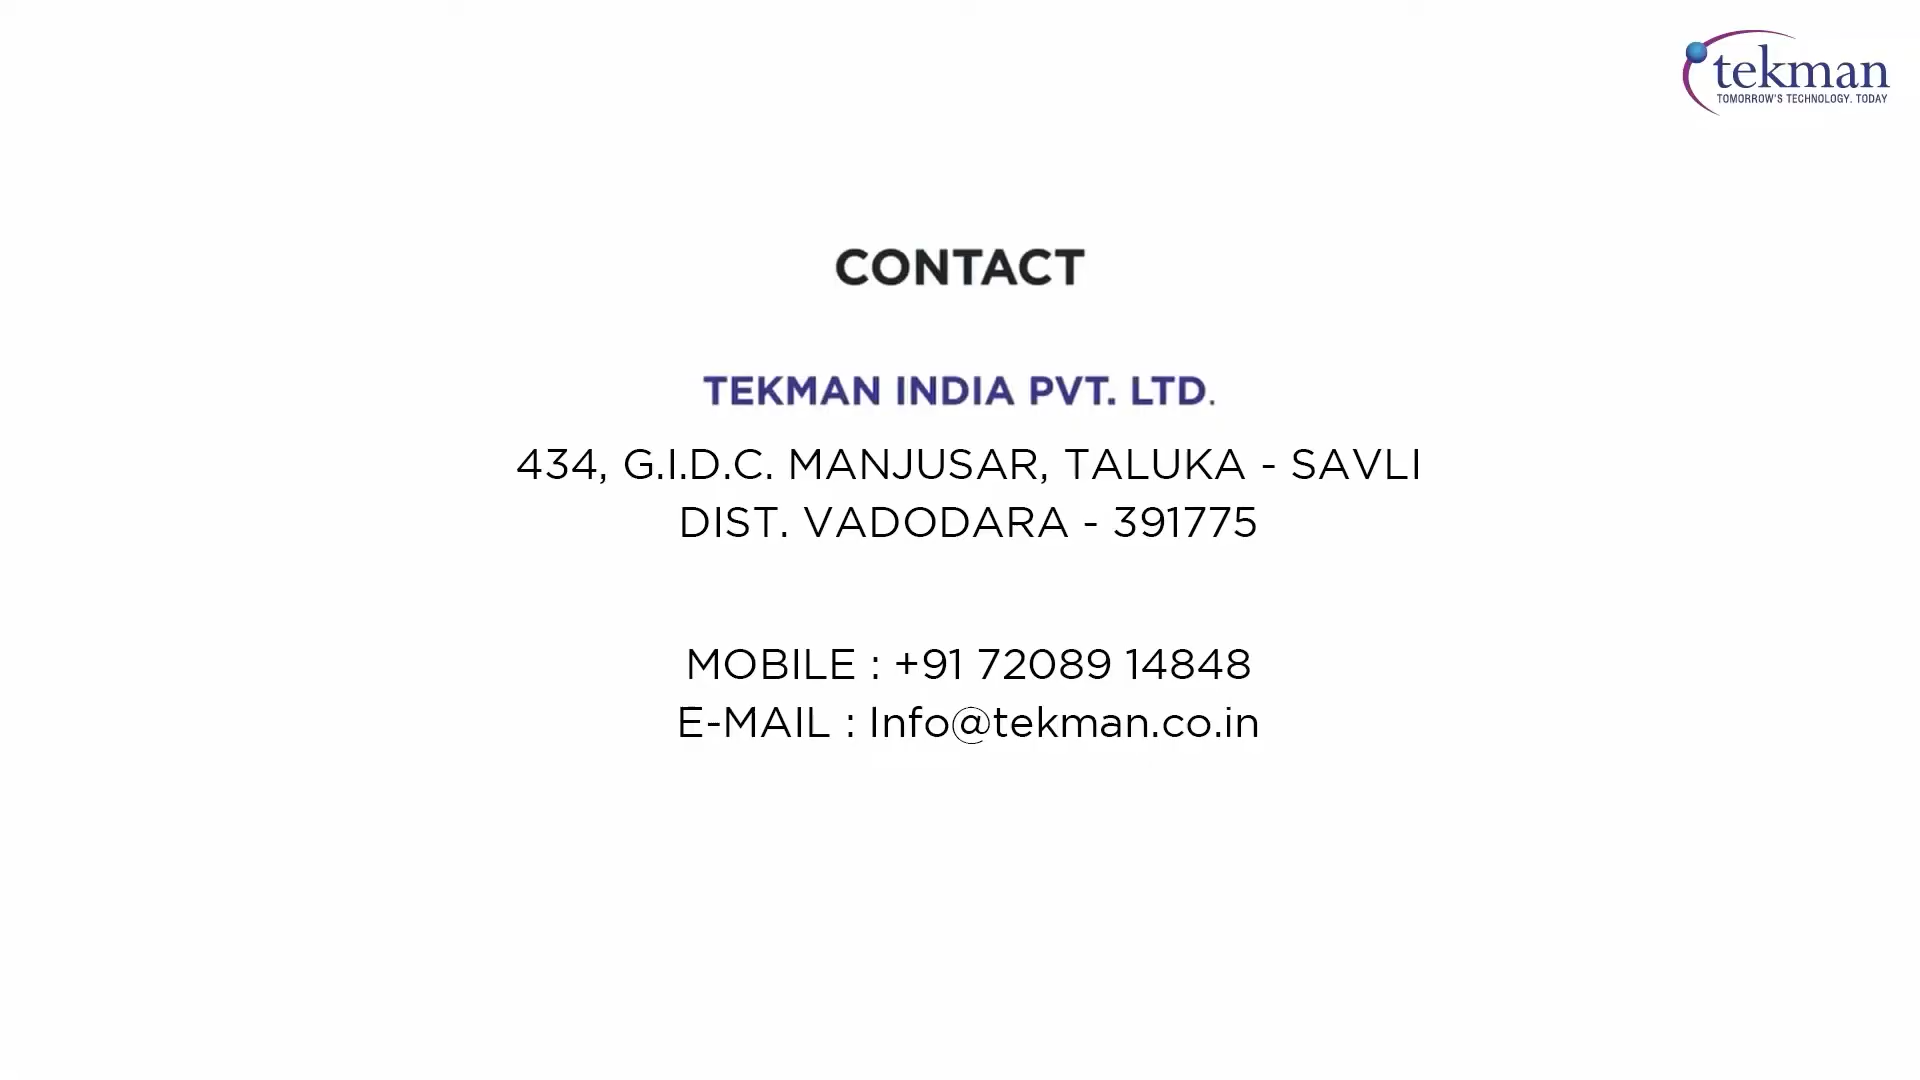 tekman
TOMORROW'S TECHNOLOGY. TODAY
CONTACT
TEKMAN INDIA PVT. LTD.
434, G.I.D.C. MANJUSAR, TALUKA - SAVLI
DIST. VADODARA - 391775
MOBILE : +91 72089 14848
E-MAIL : Info@tekman.co.in